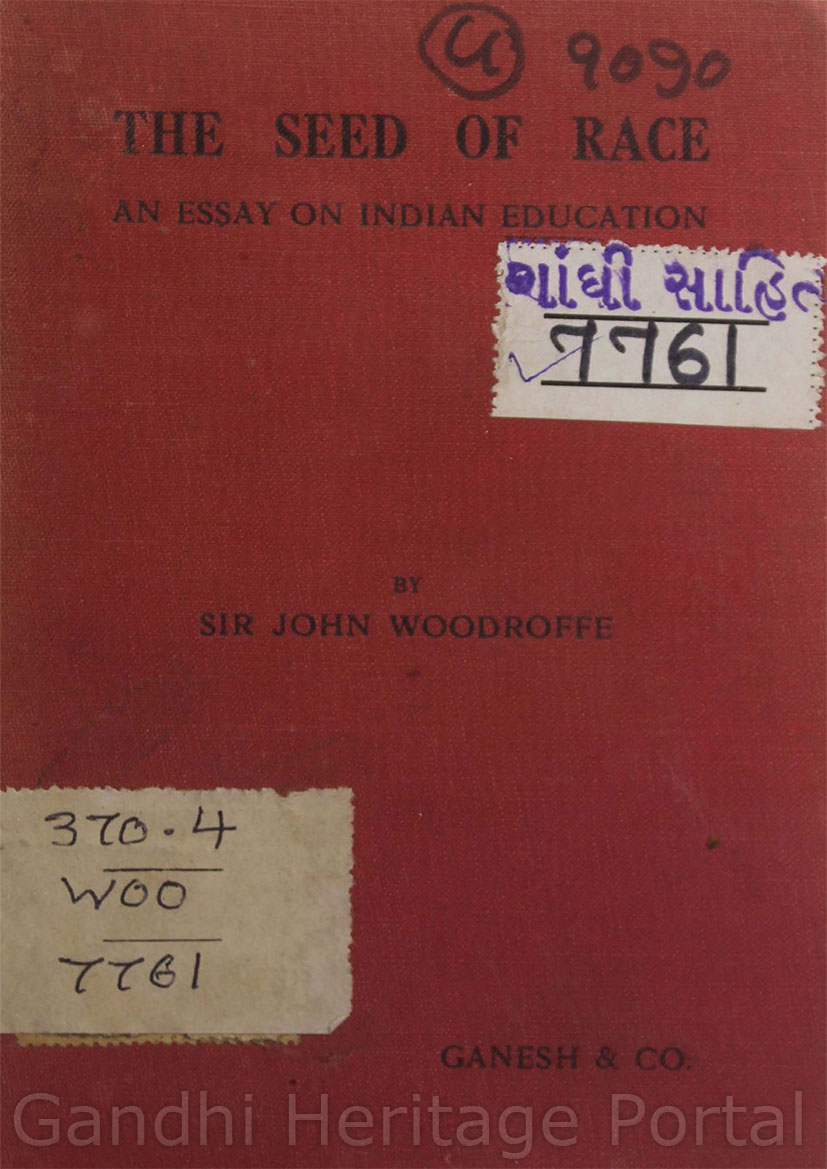 ૫ ૧૦૭૦
THE SEED OF RACE
AN ESSAY ON INDIAN EDUCATION
ગાંધી સાહિત
7761
BY
SIR JOHN WOODROFFE
370.4
WOO
7761
GANESH & CO.
Gandhi Heritage Portal